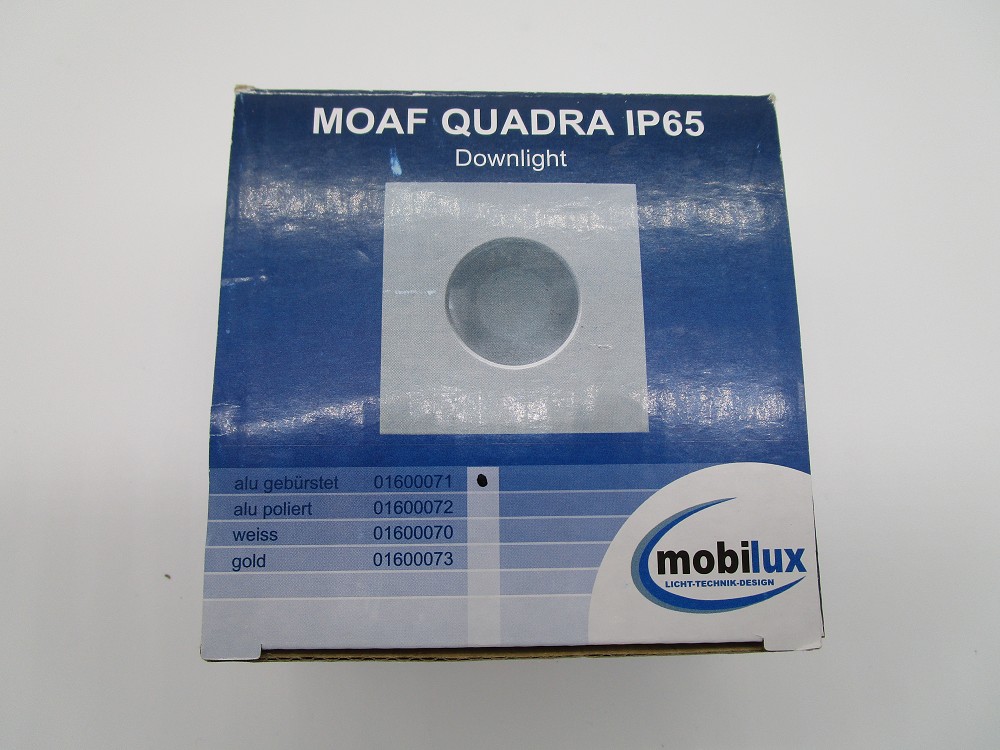 MOAF QUADRA IP65
Downlight
alu gebürstet 01600071
alu poliert 01600072
weiss 01600070
gold 01600073
mobilux
LICHT-TECHNIK-DESIGN